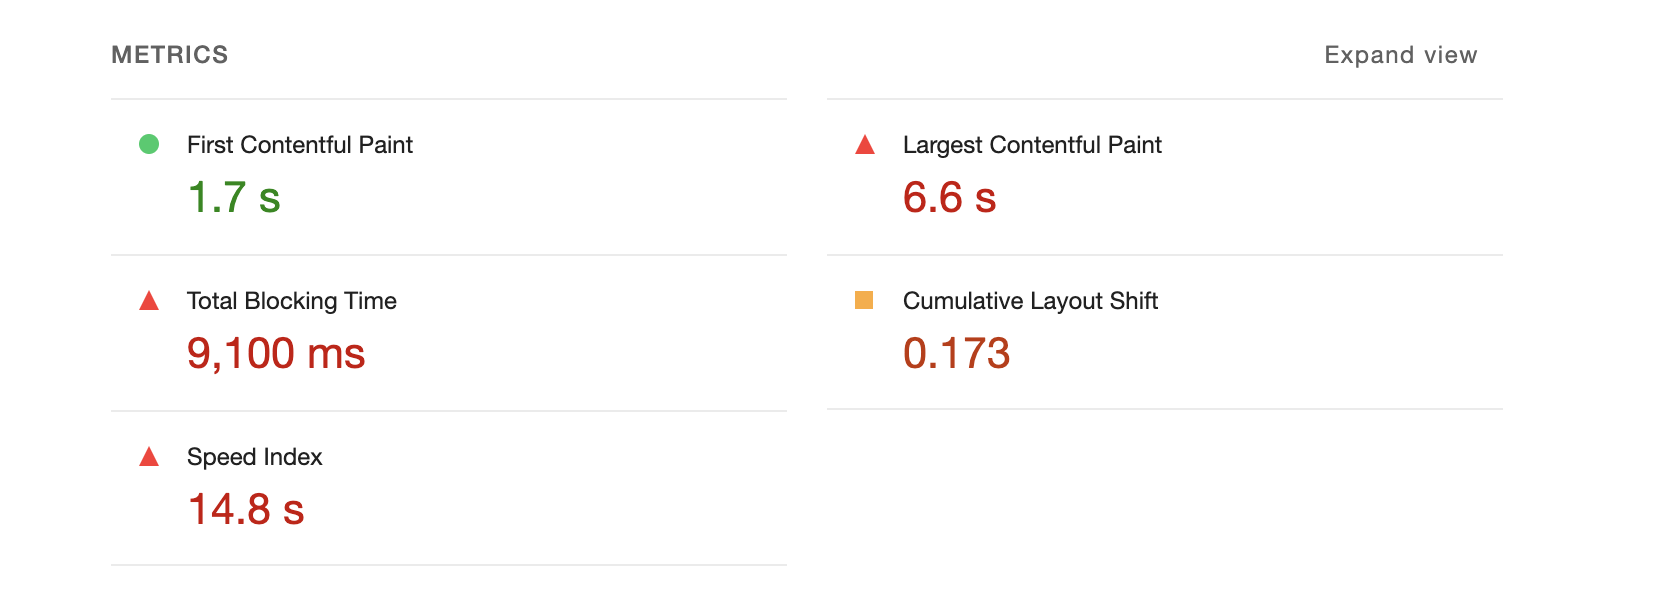 METRICS
Expand view
First Contentful Paint
1.7 s
Largest Contentful Paint
6.6 s
Total Blocking Time
9,100 ms
Cumulative Layout Shift
0.173
Speed Index
14.8 s